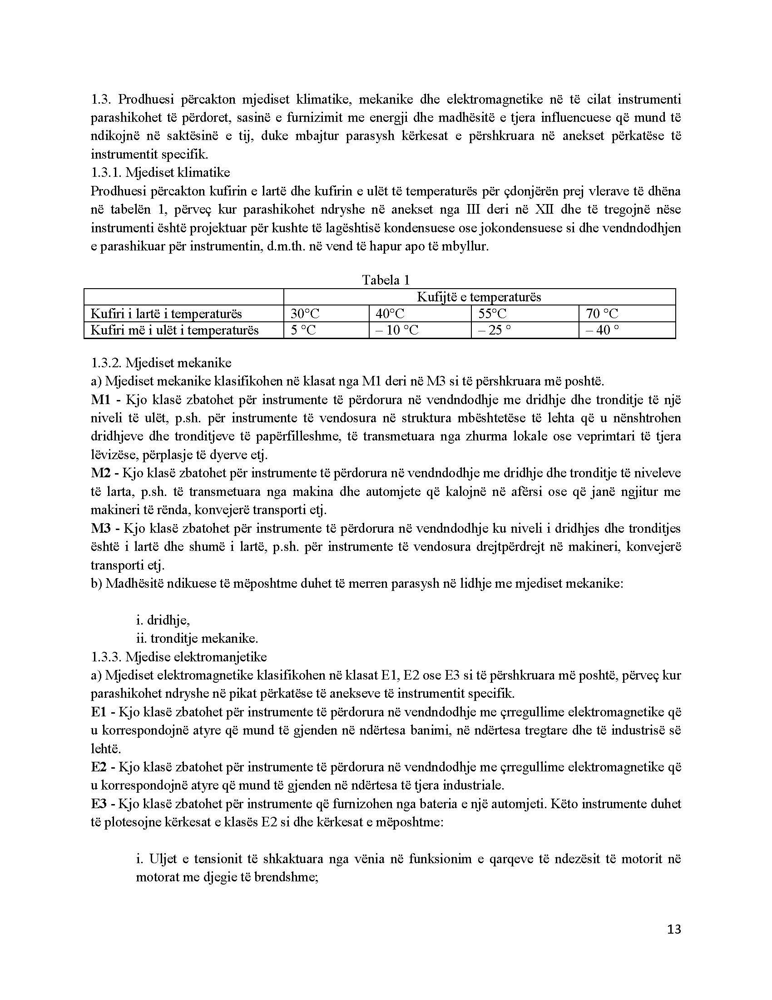 1.3. Prodhuesi përcakton mjediset klimatike, mekanike dhe elektromagnetike në të cilat instrumenti
parashikohet të përdoret, sasinë e furnizimit me energji dhe madhësitë e tjera influencuese që mund të
ndikojnë në saktësinë e tij, duke mbajtur parasysh kërkesat e përshkruara në anekset përkatëse të
instrumentit specifik.
1.3.1. Mjediset klimatike
Prodhuesi përcakton kufirin e lartë dhe kufirin e ulët të temperaturës për çdonjërën prej vlerave të dhëna
në tabelën 1, përveç kur parashikohet ndryshe në anekset nga III deri në XII dhe të tregojnë nëse
instrumenti është projektuar për kushte të lagështisë kondensuese ose jokondensuese si dhe vendndodhjen
e parashikuar për instrumentin, d.m.th. në vend të hapur apo të mbyllur.
Tabela 1
Kufijtë e temperaturës
Kufiri i lartë i temperaturës 30°C 40°C 55°C 70 °C
Kufiri më i ulët i temperaturës 5 °C – 10 °C – 25 ° – 40 °
1.3.2. Mjediset mekanike
a) Mjediset mekanike klasifikohen në klasat nga M1 deri në M3 si të përshkruara më poshtë.
M1 - Kjo klasë zbatohet për instrumente të përdorura në vendndodhje me dridhje dhe tronditje të një
niveli të ulët, p.sh. për instrumente të vendosura në struktura mbështetëse të lehta që u nënshtrohen
dridhjeve dhe tronditjeve të papërfilleshme, të transmetuara nga zhurma lokale ose veprimtari të tjera
lëvizëse, përplasje të dyerve etj.
M2 - Kjo klasë zbatohet për instrumente të përdorura në vendndodhje me dridhje dhe tronditje të niveleve
të larta, p.sh. të transmetuara nga makina dhe automjete që kalojnë në afërsi ose që janë ngjitur me
makineri të rënda, konvejerë transporti etj.
M3 - Kjo klasë zbatohet për instrumente të përdorura në vendndodhje ku niveli i dridhjes dhe tronditjes
është i lartë dhe shumë i lartë, p.sh. për instrumente të vendosura drejtpërdrejt në makineri, konvejerë
transporti etj.
b) Madhësitë ndikuese të mëposhtme duhet të merren parasysh në lidhje me mjediset mekanike:
i. dridhje,
ii. tronditje mekanike.
1.3.3. Mjedise elektromanjetike
a) Mjediset elektromagnetike klasifikohen në klasat E1, E2 ose E3 si të përshkruara më poshtë, përveç kur
parashikohet ndryshe në pikat përkatëse të anekseve të instrumentit specifik.
E1 - Kjo klasë zbatohet për instrumente të përdorura në vendndodhje me çrregullime elektromagnetike që
u korrespondojnë atyre që mund të gjenden në ndërtesa banimi, në ndërtesa tregtare dhe të industrisë së
lehtë.
E2 - Kjo klasë zbatohet për instrumente të përdorura në vendndodhje me çrregullime elektromagnetike që
u korrespondojnë atyre që mund të gjenden në ndërtesa të tjera industriale.
E3 - Kjo klasë zbatohet për instrumente që furnizohen nga bateria e një automjeti. Këto instrumente duhet
të plotesojne kërkesat e klasës E2 si dhe kërkesat e mëposhtme:
i. Uljet e tensionit të shkaktuara nga vënia në funksionim e qarqeve të ndezësit të motorit në
motorat me djegie të brendshme;
13